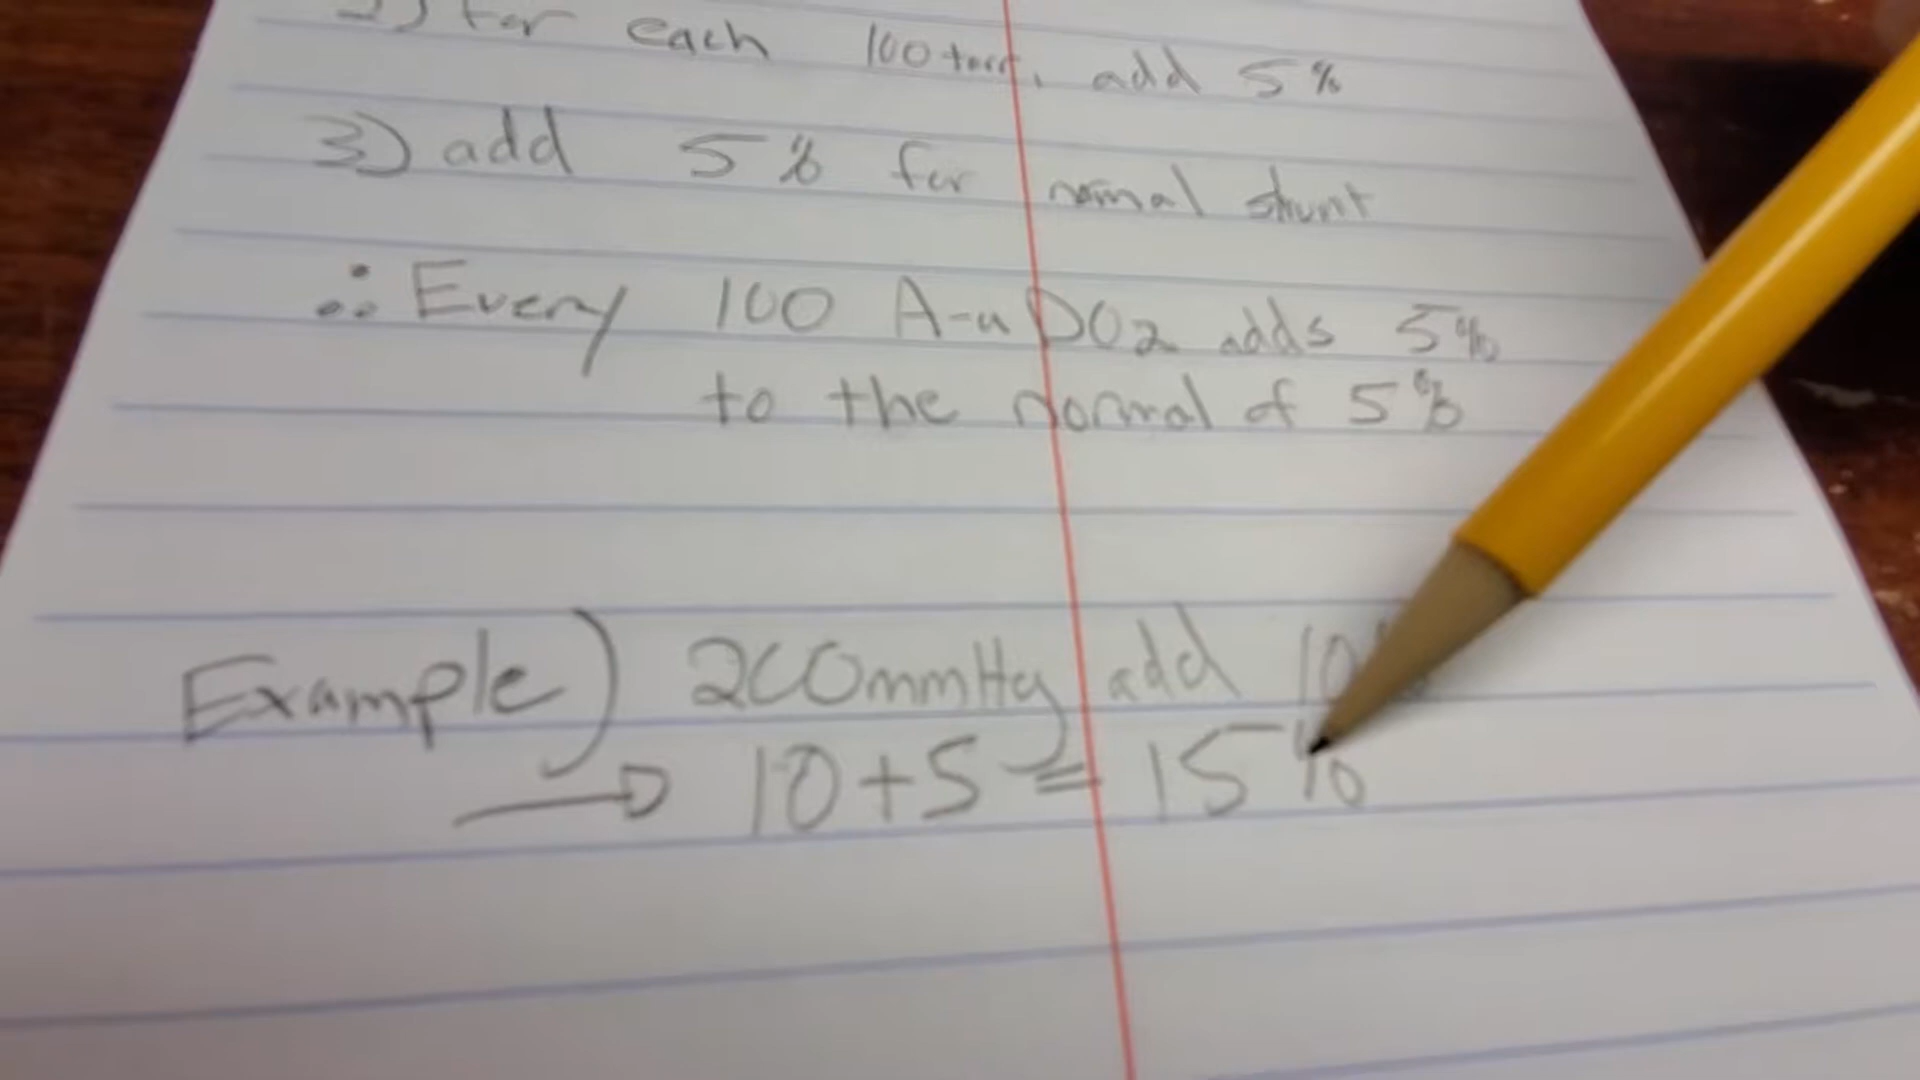 2) For each 100 torr, add 5%
3) add 5% for normal shunt
∴ Every 100 A-a DO2 adds 5%
to the normal of 5%
Example) 200mmHg add 10%
→ 10+5 = 15%